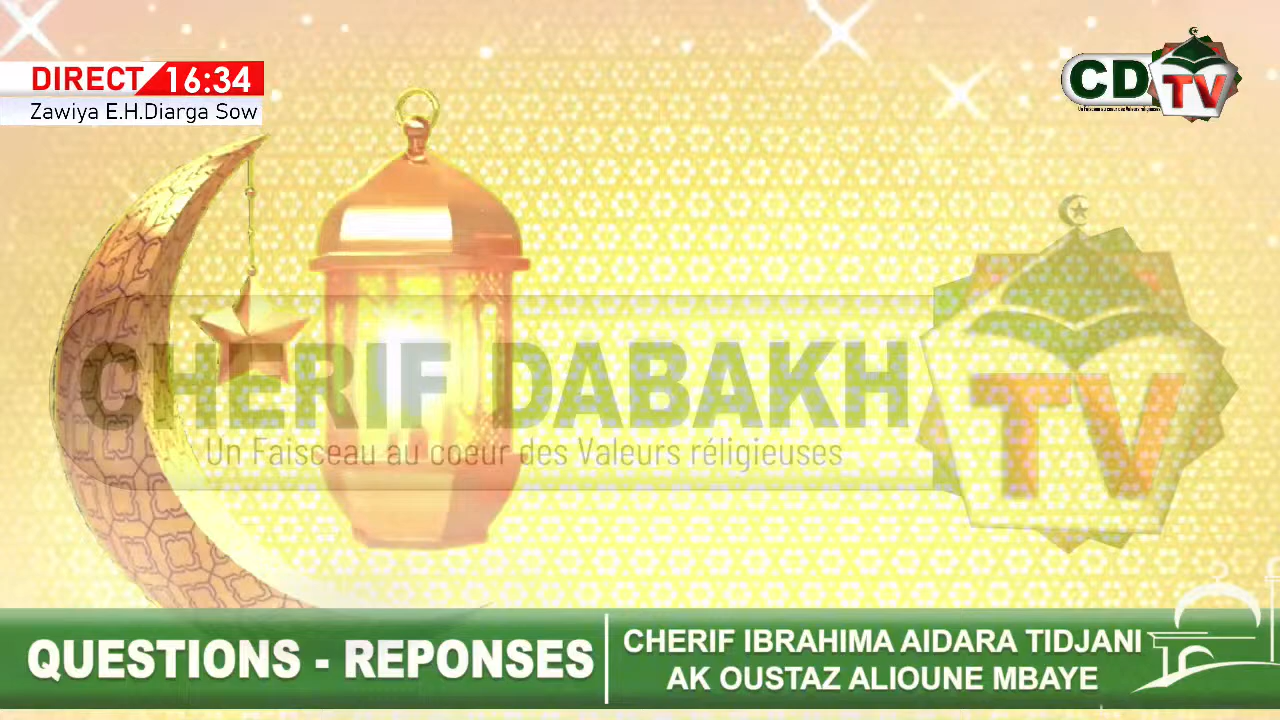 DIRECT 16:34
Zawiya E.H.Diarga Sow
CD TV
CHERIF DABAKH
TV
Un Faisceau au coeur des Valeurs réligieuses
QUESTIONS - REPONSES
CHERIF IBRAHIMA AIDARA TIDJANI
AK OUSTAZ ALIOUNE MBAYE